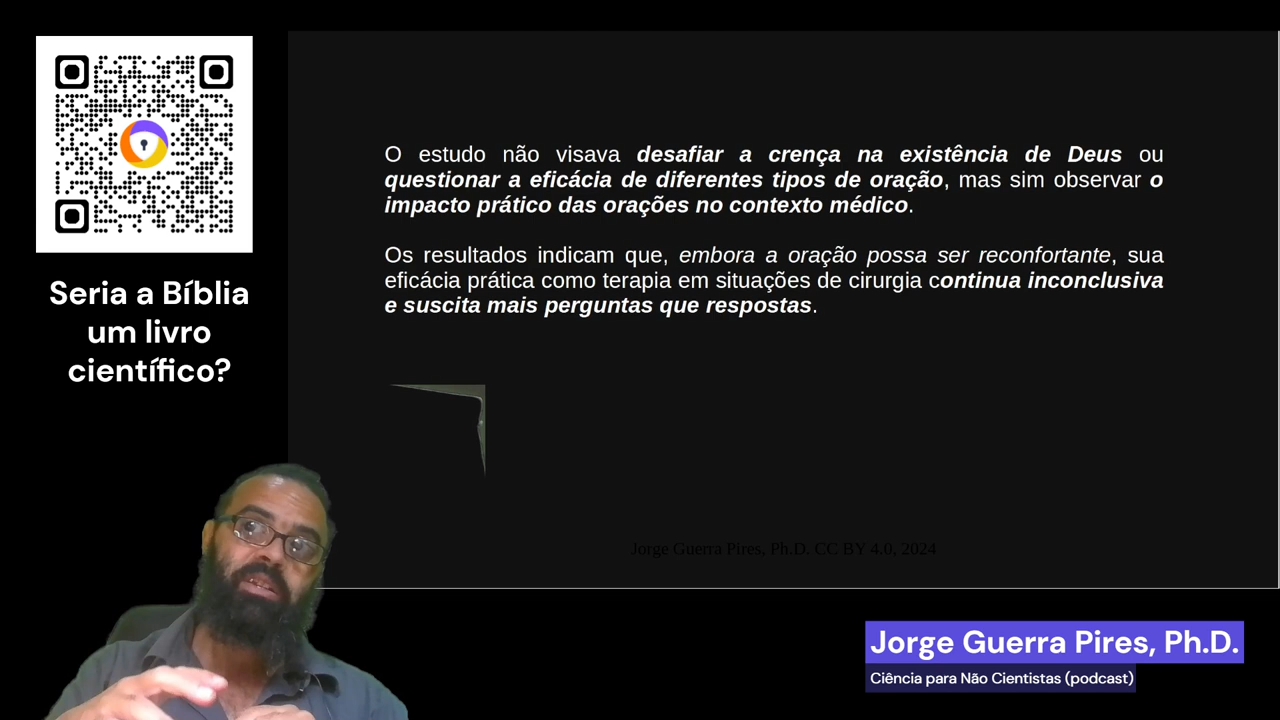 Seria a Bíblia
um livro
científico?
O estudo não visava desafiar a crença na existência de Deus ou
questionar a eficácia de diferentes tipos de oração, mas sim observar o
impacto prático das orações no contexto médico.
Os resultados indicam que, embora a oração possa ser reconfortante, sua
eficácia prática como terapia em situações de cirurgia continua inconclusiva
e suscita mais perguntas que respostas.
Jorge Guerra Pires, Ph.D. CC BY 4.0, 2024
Jorge Guerra Pires, Ph.D.
Ciência para Não Cientistas (podcast)